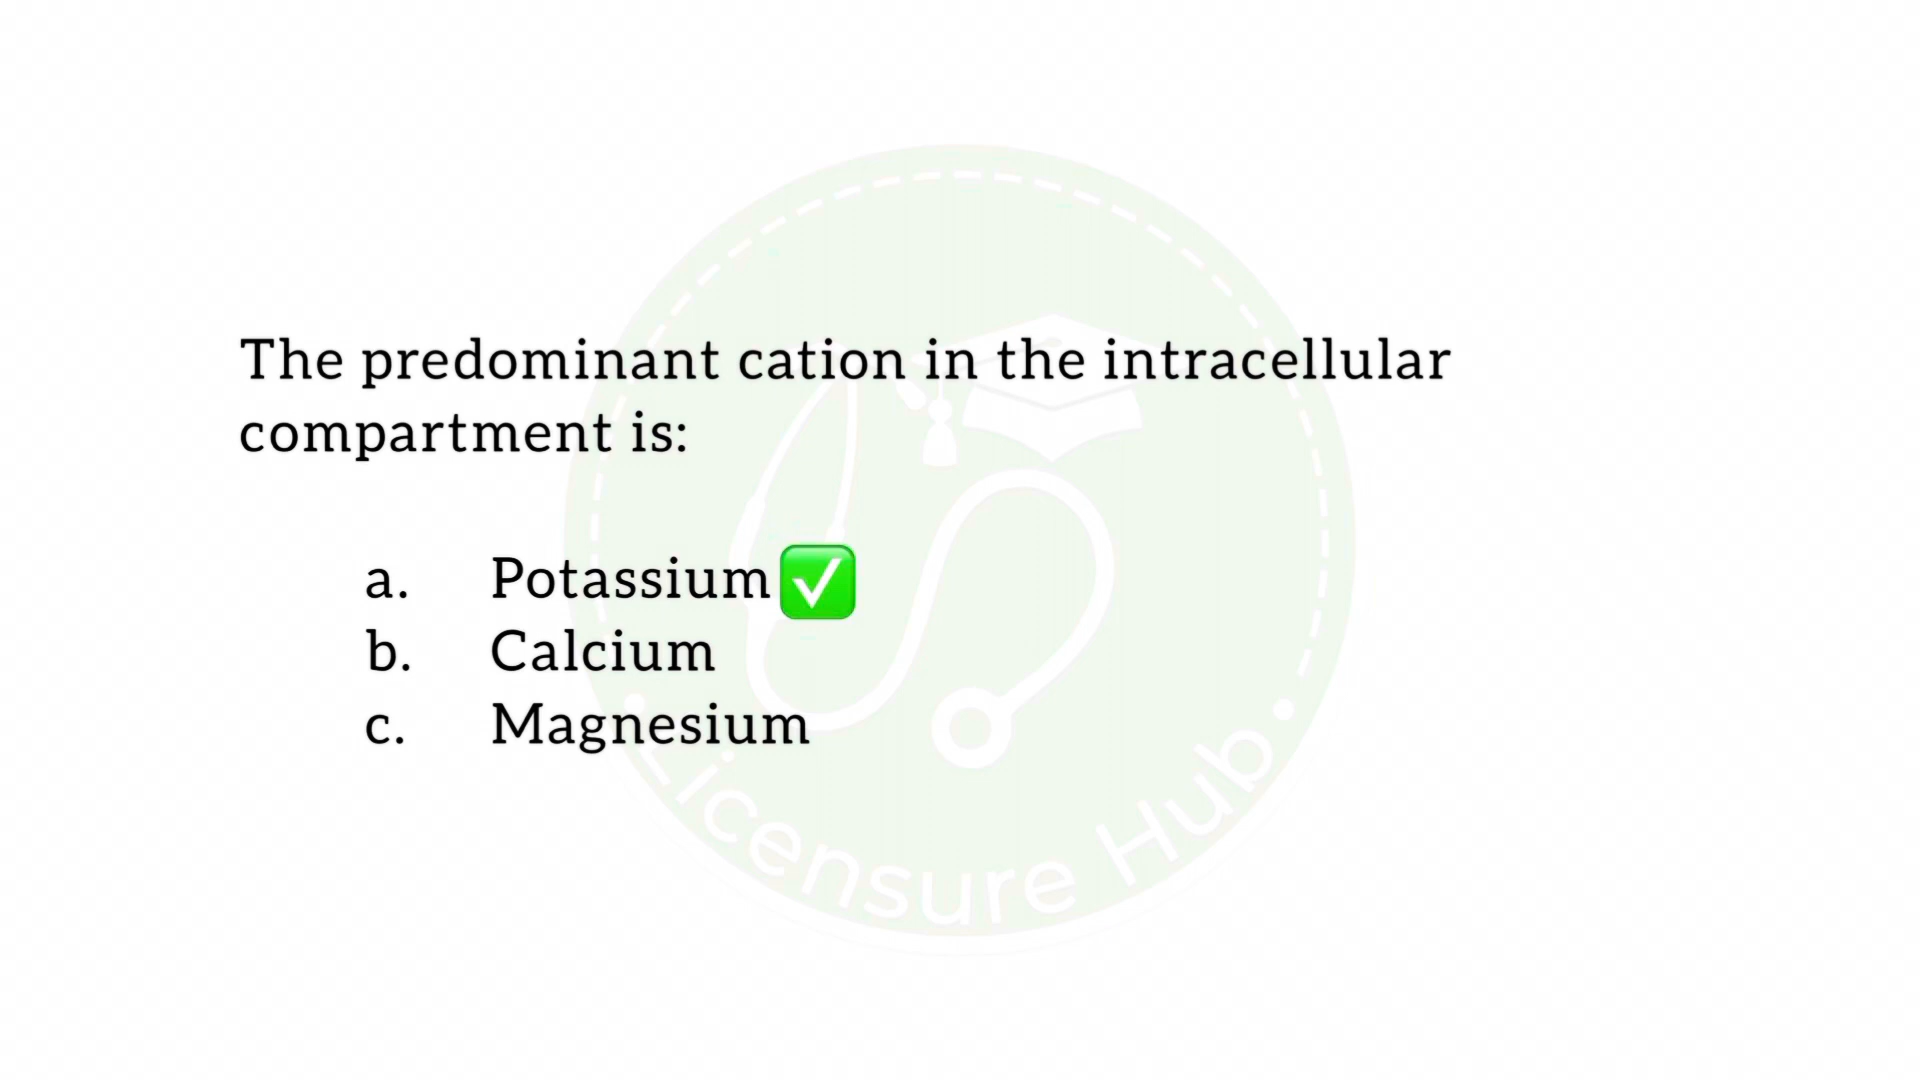 The predominant cation in the intracellular
compartment is:
a. Potassium ✅
b. Calcium
c. Magnesium
Licensure Hub